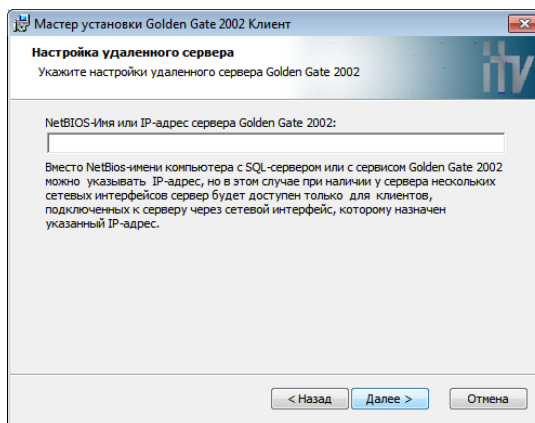 Мастер установки Golden Gate 2002 Клиент
Настройка удаленного сервера
Укажите настройки удаленного сервера Golden Gate 2002
itv
NetBIOS-Имя или IP-адрес сервера Golden Gate 2002:
Вместо NetBios-имени компьютера с SQL-сервером или с сервисом Golden Gate 2002
можно указывать IP-адрес, но в этом случае при наличии у сервера нескольких
сетевых интерфейсов сервер будет доступен только для клиентов,
подключенных к серверу через сетевой интерфейс, которому назначен
указанный IP-адрес.
< Назад Далее > Отмена